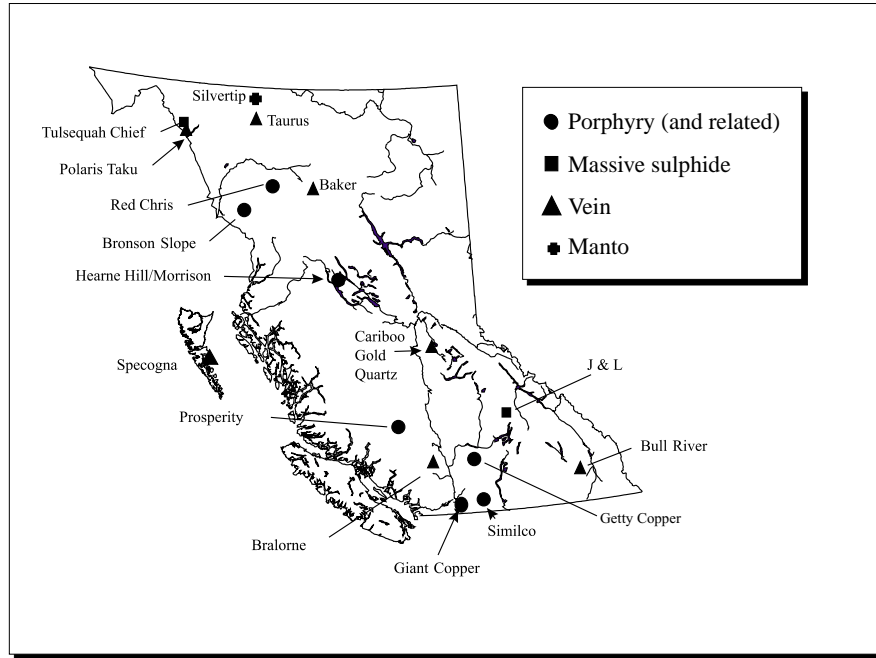 Silvertip
Taurus
Tulsequah Chief
Polaris Taku
Baker
Red Chris
Bronson Slope
Hearne Hill/Morrison
Specogna
Cariboo
Gold
Quartz
J & L
Prosperity
Bull River
Getty Copper
Similco
Bralorne
Giant Copper
Porphyry (and related)
Massive sulphide
Vein
Manto